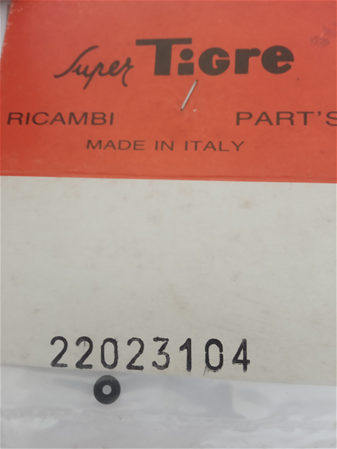 Super TiGre
RICAMBI PART'S
MADE IN ITALY
22023104